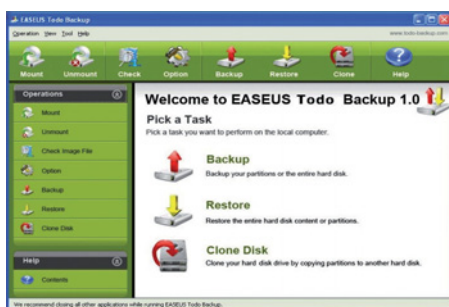 EASEUS Todo Backup
Operation View Tool Help
www.todo-backup.com
Mount Unmount Check Option Backup Restore Clone Help
Operations
Mount
Unmount
Check Image File
Option
Backup
Restore
Clone Disk
Help
Contents
Welcome to EASEUS Todo Backup 1.0
Pick a Task
Pick a task you want to perform on the local computer.
Backup
Backup your partitions or the entire hard disk.
Restore
Restore the entire hard disk content or partitions.
Clone Disk
Clone your hard disk drive by copying partitions to another hard disk.
We recommend closing all other applications while running EASEUS Todo Backup.